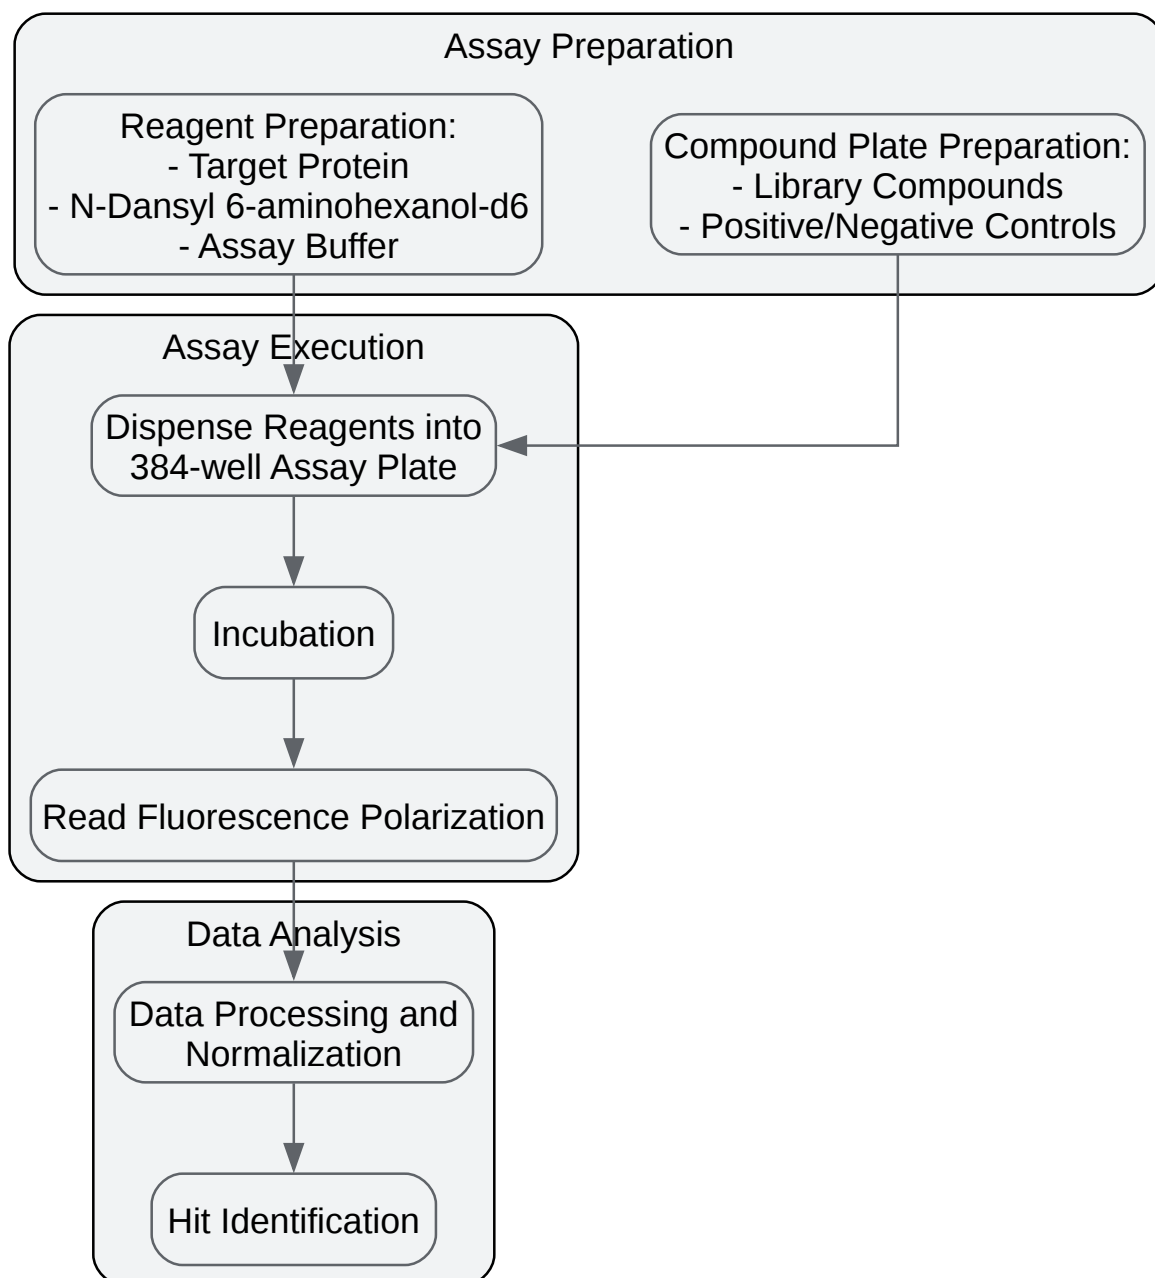 Assay Preparation
Reagent Preparation:
- Target Protein
- N-Dansyl 6-aminohexanol-d6
- Assay Buffer
Compound Plate Preparation:
- Library Compounds
- Positive/Negative Controls
Assay Execution
Dispense Reagents into
384-well Assay Plate
Incubation
Read Fluorescence Polarization
Data Analysis
Data Processing and
Normalization
Hit Identification